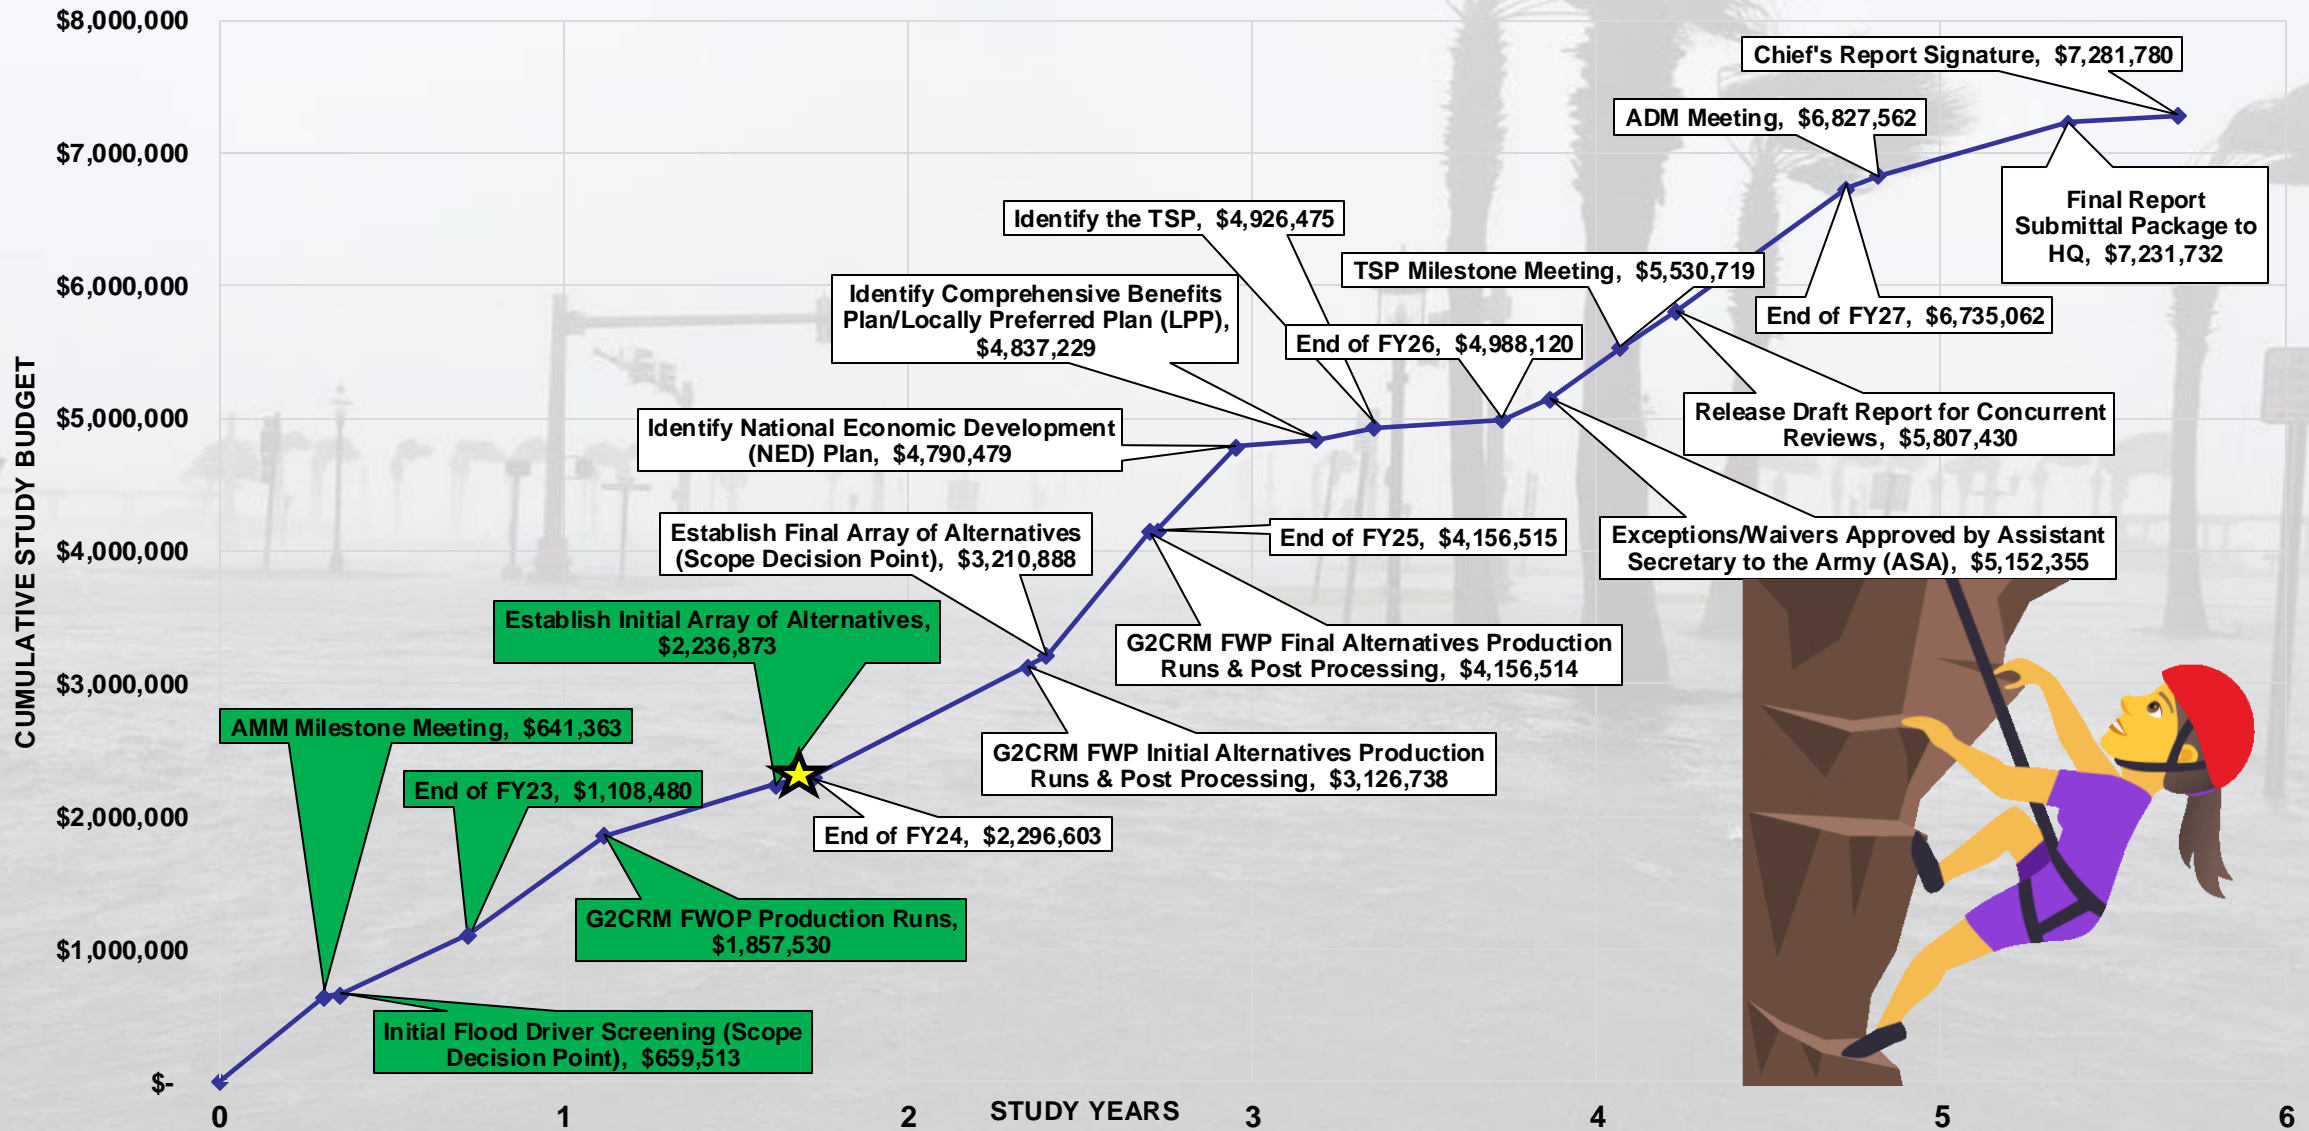 $8,000,000
$7,000,000
$6,000,000
$5,000,000
$4,000,000
$3,000,000
$2,000,000
$1,000,000
$-
CUMULATIVE STUDY BUDGET
0
1
2
3
4
5
6
STUDY YEARS
AMM Milestone Meeting, $641,363
Initial Flood Driver Screening (Scope
Decision Point), $659,513
End of FY23, $1,108,480
G2CRM FWOP Production Runs,
$1,857,530
Establish Initial Array of Alternatives,
$2,236,873
End of FY24, $2,296,603
G2CRM FWP Initial Alternatives Production
Runs & Post Processing, $3,126,738
Establish Final Array of Alternatives
(Scope Decision Point), $3,210,888
G2CRM FWP Final Alternatives Production
Runs & Post Processing, $4,156,514
End of FY25, $4,156,515
Identify National Economic Development
(NED) Plan, $4,790,479
Identify Comprehensive Benefits
Plan/Locally Preferred Plan (LPP),
$4,837,229
Identify the TSP, $4,926,475
End of FY26, $4,988,120
Exceptions/Waivers Approved by Assistant
Secretary to the Army (ASA), $5,152,355
TSP Milestone Meeting, $5,530,719
Release Draft Report for Concurrent
Reviews, $5,807,430
End of FY27, $6,735,062
ADM Meeting, $6,827,562
Final Report
Submittal Package to
HQ, $7,231,732
Chief's Report Signature, $7,281,780